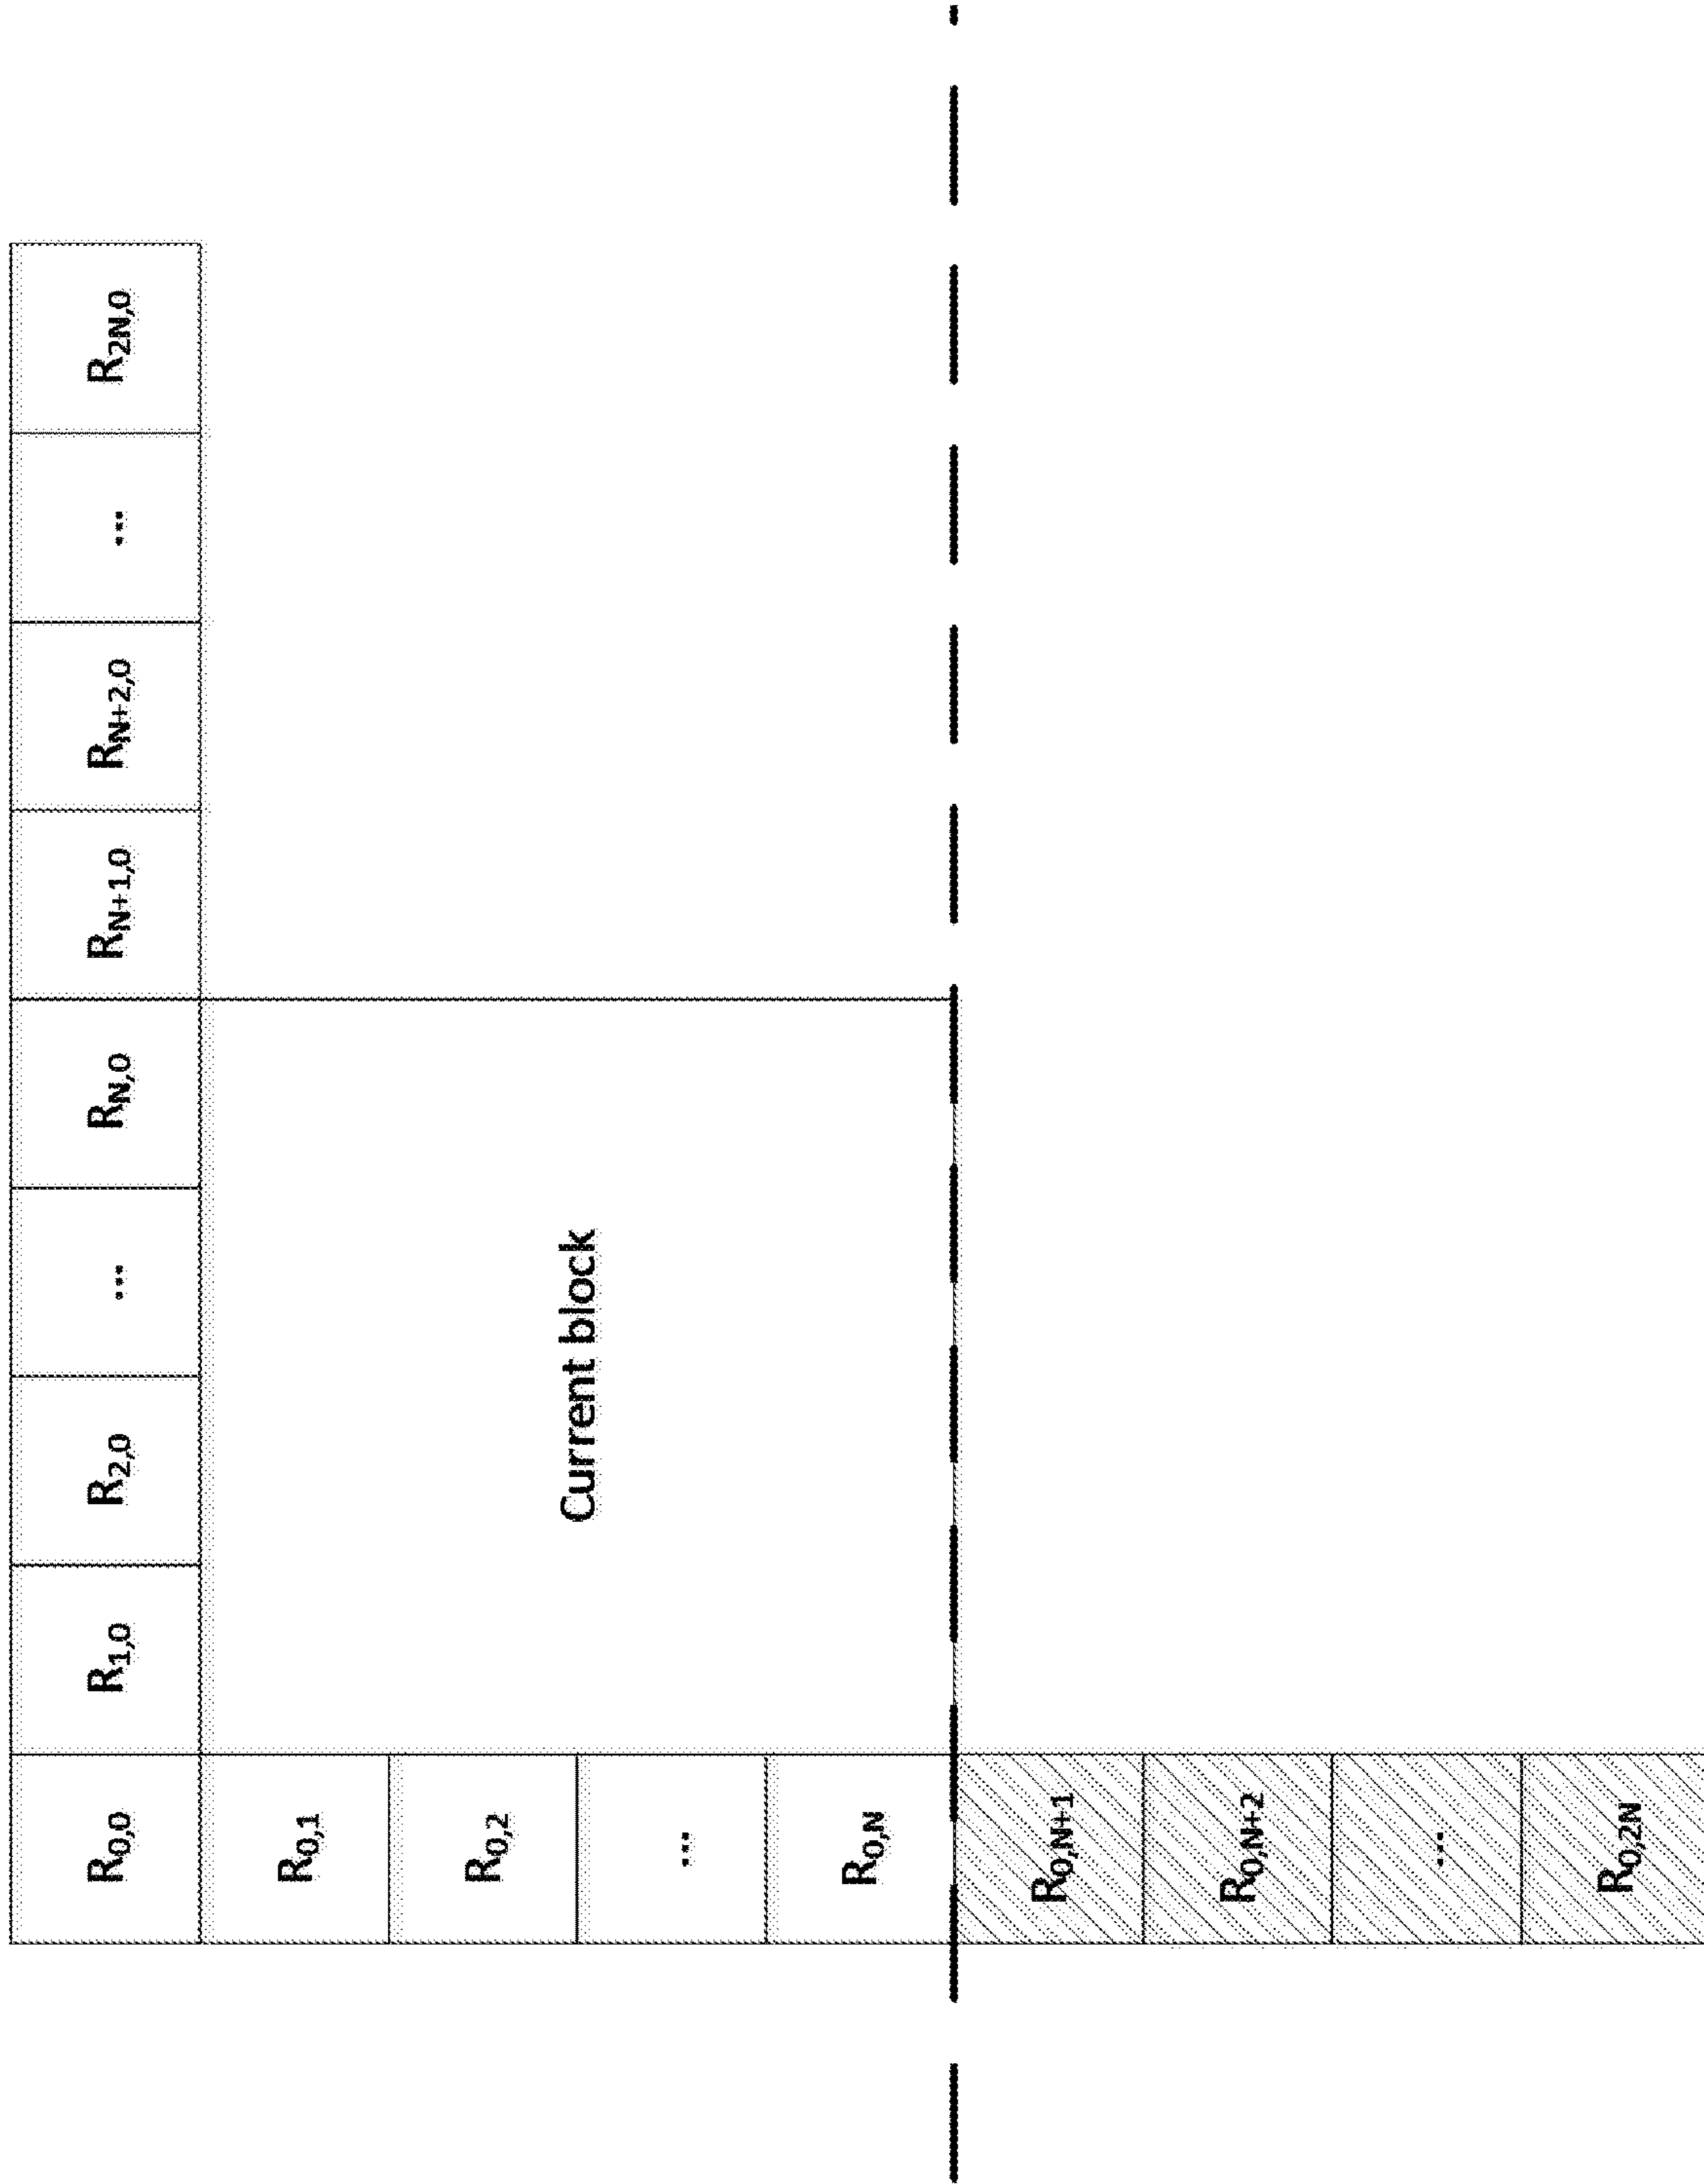 R0,0 R1,0 R2,0 ... RN,0 RN+1,0 RN+2,0 ... R2N,0
R0,1
R0,2
Current block
...
R0,N
R0,N+1
R0,N+2
...
R0,2N